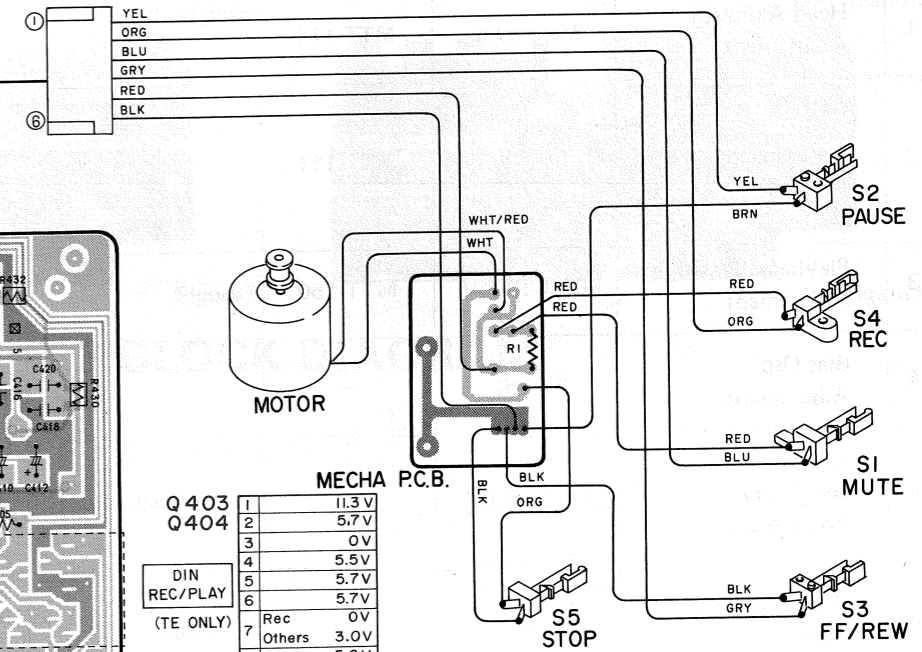 1
YEL
ORG
BLU
GRY
RED
BLK
6
YEL
BRN
S2
PAUSE
WHT/RED
WHT
RED
RED
RED
ORG
S4
REC
R1
MOTOR
R432
5
C420
C416
R430
C418
C412
MECHA P.C.B.
RED
BLU
S1
MUTE
BLK
BLK
ORG
Q403
Q404
1 11.3V
2 5.7V
3 0V
4 5.5V
5 5.7V
6 5.7V
7 Rec 0V
Others 3.0V
DIN
REC/PLAY
(TE ONLY)
S5
STOP
BLK
GRY
S3
FF/REW